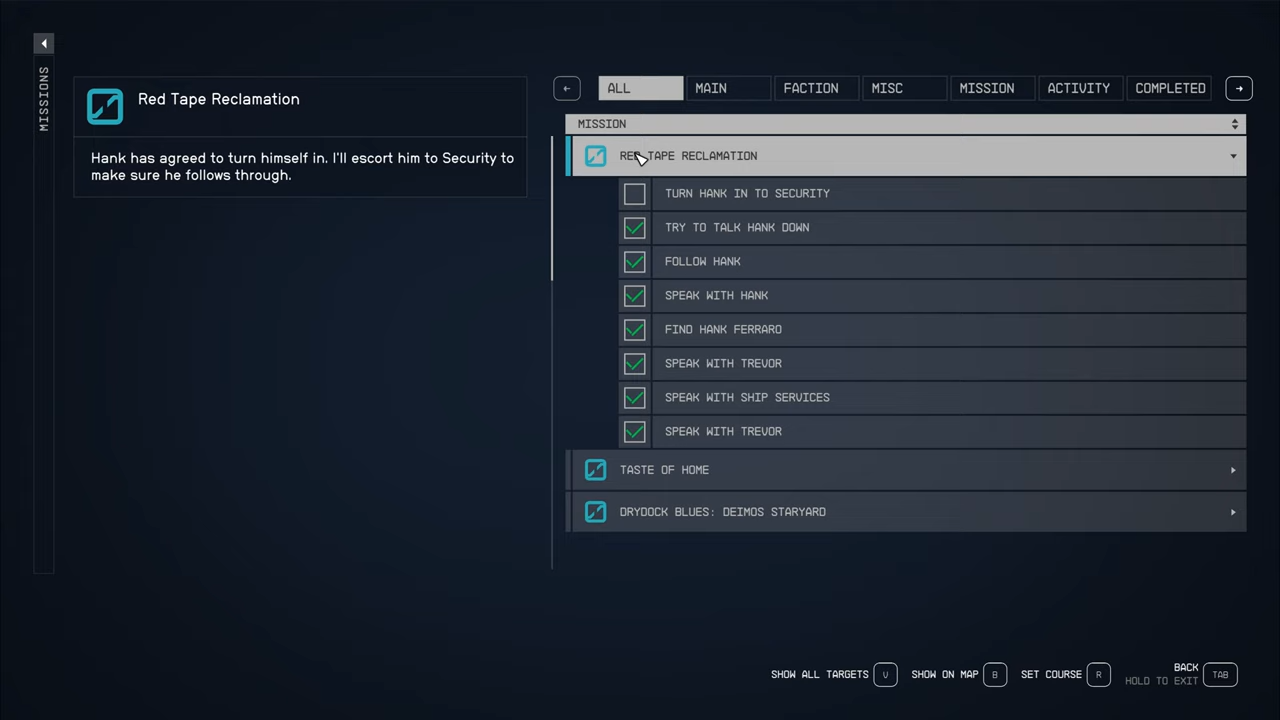 MISSIONS
Red Tape Reclamation
Hank has agreed to turn himself in. I'll escort him to Security to
make sure he follows through.
ALL MAIN FACTION MISC MISSION ACTIVITY COMPLETED
MISSION
RED TAPE RECLAMATION
TURN HANK IN TO SECURITY
TRY TO TALK HANK DOWN
FOLLOW HANK
SPEAK WITH HANK
FIND HANK FERRARO
SPEAK WITH TREVOR
SPEAK WITH SHIP SERVICES
SPEAK WITH TREVOR
TASTE OF HOME
DRYDOCK BLUES: DEIMOS STARYARD
SHOW ALL TARGETS V SHOW ON MAP B SET COURSE R BACK TAB
HOLD TO EXIT